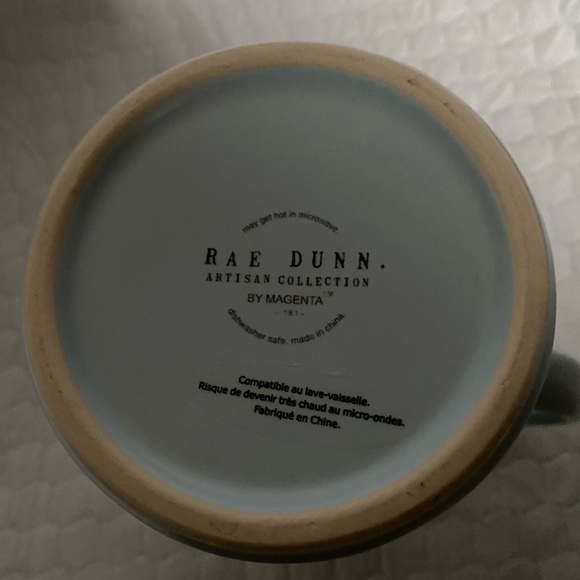 may get hot in microwave.
RAE DUNN.
ARTISAN COLLECTION
BY MAGENTA™
- 181 -
dishwasher safe. made in china.
Compatible au lave-vaisselle.
Risque de devenir très chaud au micro-ondes.
Fabriqué en Chine.